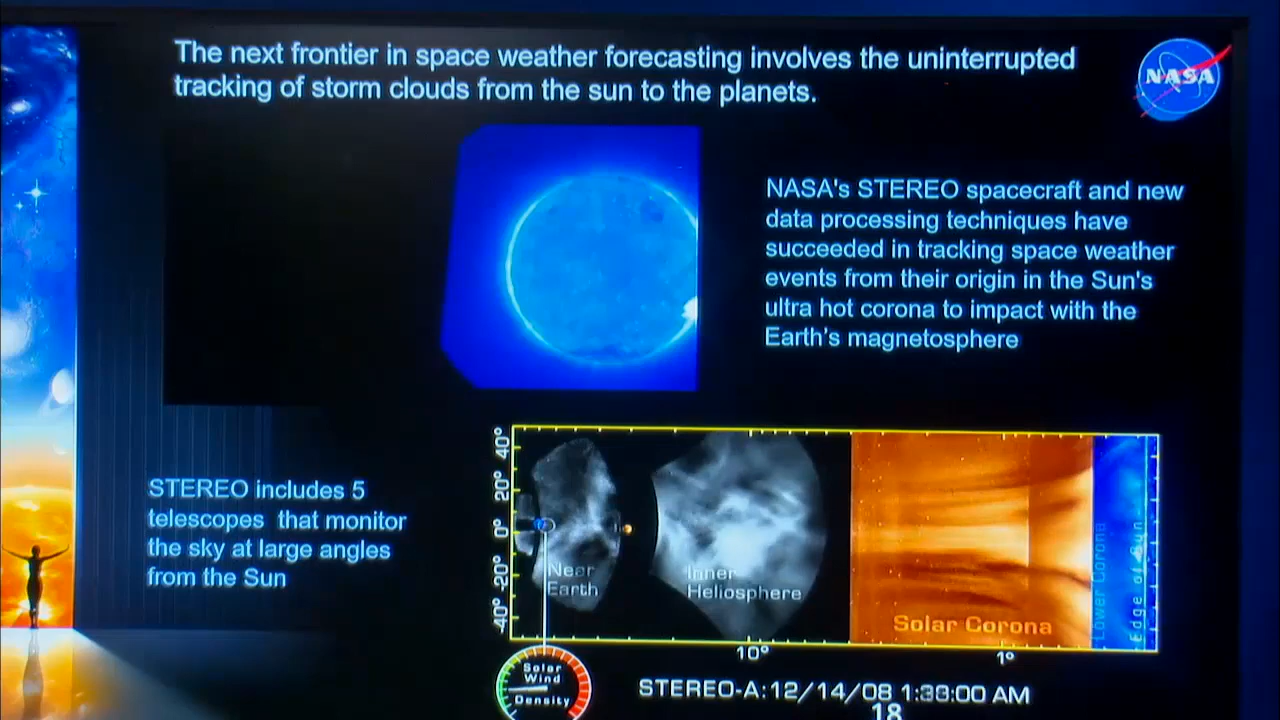 The next frontier in space weather forecasting involves the uninterrupted
tracking of storm clouds from the sun to the planets.
NASA
NASA's STEREO spacecraft and new
data processing techniques have
succeeded in tracking space weather
events from their origin in the Sun's
ultra hot corona to impact with the
Earth's magnetosphere
STEREO includes 5
telescopes that monitor
the sky at large angles
from the Sun
40°
20°
0°
-20°
-40°
Near
Earth
Inner
Heliosphere
Solar Corona
Lower Corona
Edge of Sun
10°
1°
Solar
Wind
Density
STEREO-A:12/14/08 1:33:00 AM
18